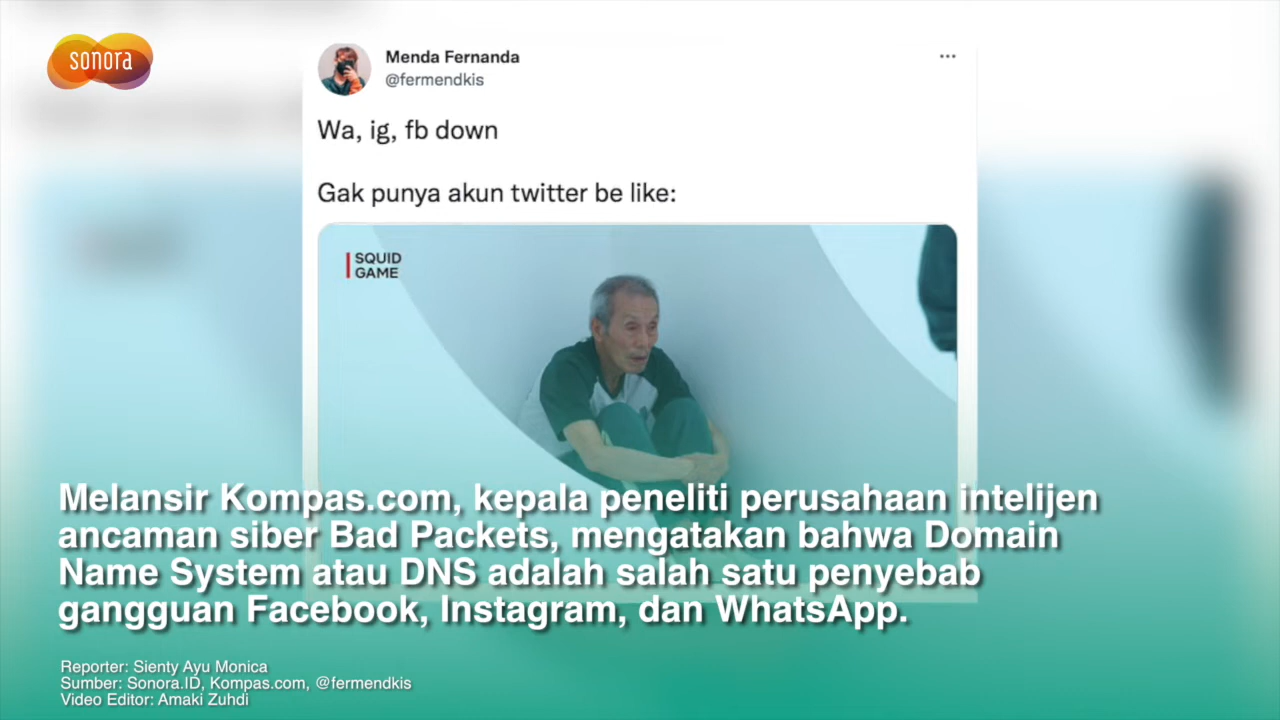 sonora
Menda Fernanda
@fermendkis
Wa, ig, fb down
Gak punya akun twitter be like:
SQUID
GAME
Melansir Kompas.com, kepala peneliti perusahaan intelijen
ancaman siber Bad Packets, mengatakan bahwa Domain
Name System atau DNS adalah salah satu penyebab
gangguan Facebook, Instagram, dan WhatsApp.
Reporter: Sienty Ayu Monica
Sumber: Sonora.ID, Kompas.com, @fermendkis
Video Editor: Amaki Zuhdi